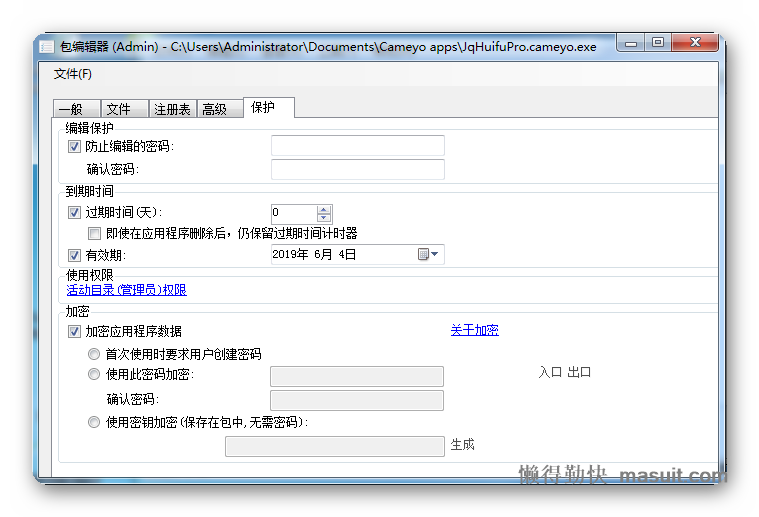 包编辑器 (Admin) - C:\Users\Administrator\Documents\Cameyo apps\JqHuifuPro.cameyo.exe
文件(F)
一般 文件 注册表 高级 保护
编辑保护
防止编辑的密码:
确认密码:
到期时间
过期时间(天): 0
即使在应用程序删除后，仍保留过期时间计时器
有效期: 2019年 6月 4日
使用权限
活动目录(管理员)权限
加密
加密应用程序数据 关于加密
首次使用时要求用户创建密码
使用此密码加密: 入口 出口
确认密码:
使用密钥加密(保存在包中,无需密码):
生成
懒得勤快 masuit.com